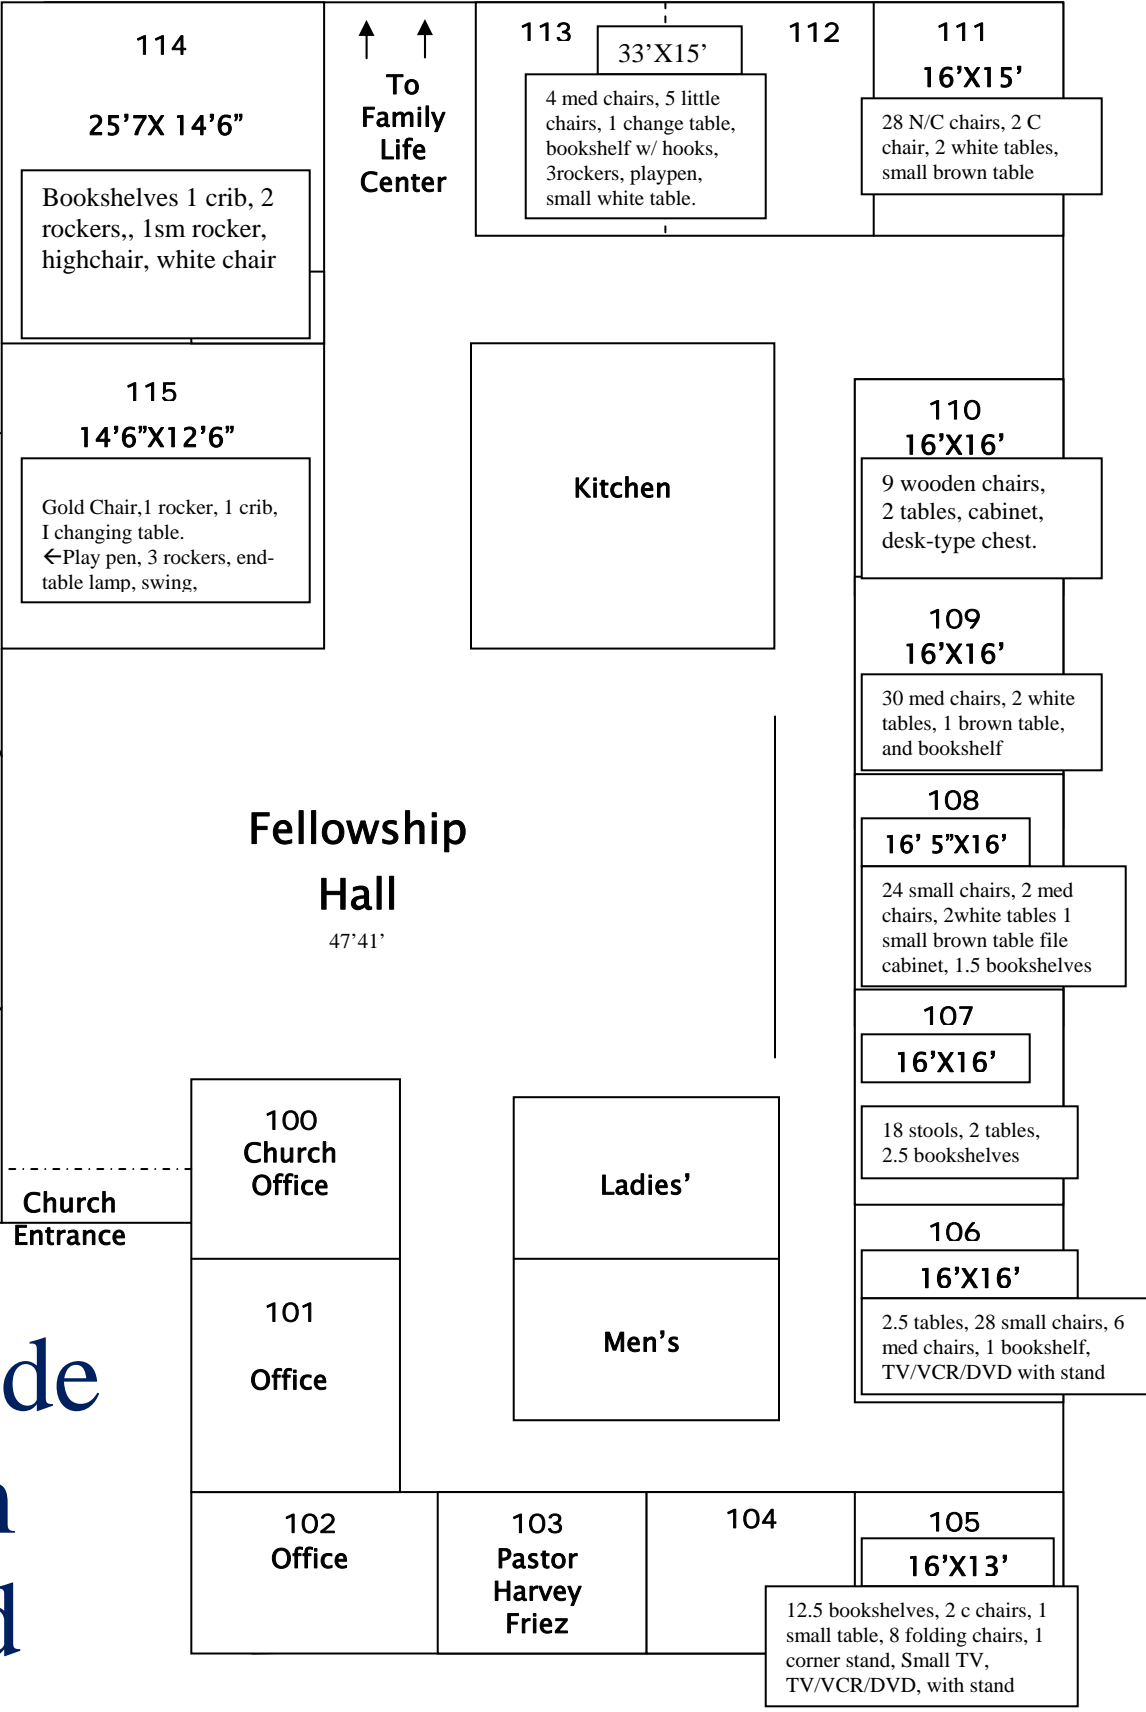 114
25'7X 14'6”
Bookshelves 1 crib, 2
rockers,, 1sm rocker,
highchair, white chair
To
Family
Life
Center
113
33’X15’
112
4 med chairs, 5 little
chairs, 1 change table,
bookshelf w/ hooks,
3rockers, playpen,
small white table.
111
16’X15’
28 N/C chairs, 2 C
chair, 2 white tables,
small brown table
115
14’6”X12’6”
Gold Chair,1 rocker, 1 crib,
I changing table.
←Play pen, 3 rockers, end-
table lamp, swing,
Kitchen
110
16’X16’
9 wooden chairs,
2 tables, cabinet,
desk-type chest.
109
16’X16’
30 med chairs, 2 white
tables, 1 brown table,
and bookshelf
Fellowship
Hall
47’41’
108
16’ 5”X16’
24 small chairs, 2 med
chairs, 2white tables 1
small brown table file
cabinet, 1.5 bookshelves
107
16’X16’
18 stools, 2 tables,
2.5 bookshelves
100
Church
Office
Ladies’
Church
Entrance
106
16’X16’
2.5 tables, 28 small chairs, 6
med chairs, 1 bookshelf,
TV/VCR/DVD with stand
101
Office
Men’s
de
102
Office
103
Pastor
Harvey
Friez
104
105
16’X13’
12.5 bookshelves, 2 c chairs, 1
small table, 8 folding chairs, 1
corner stand, Small TV,
TV/VCR/DVD, with stand